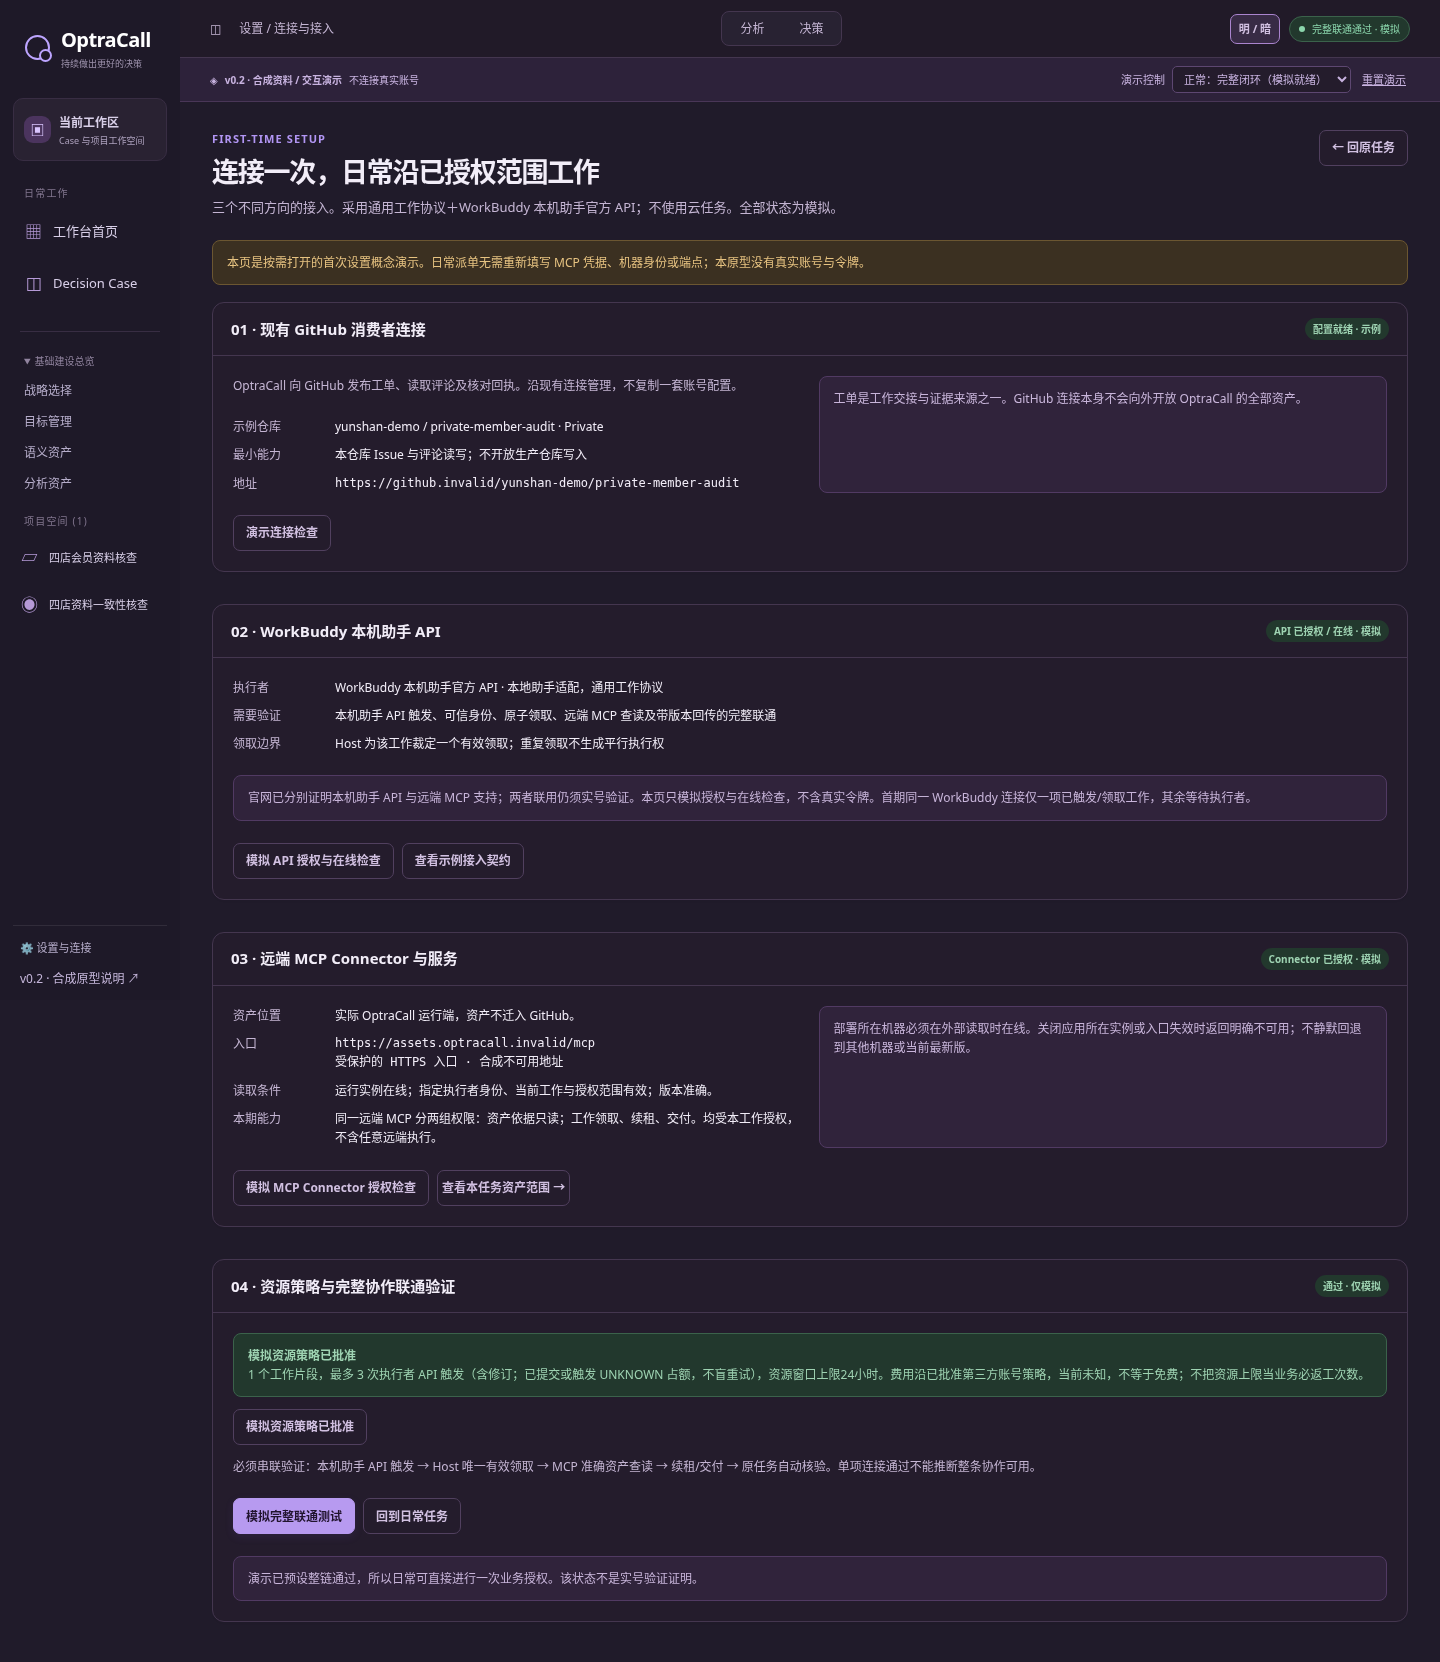 OptraCall
持续做出更好的决策
当前工作区
Case 与项目工作空间
日常工作
工作台首页
Decision Case
▼ 基础建设总览
战略选择
目标管理
语义资产
分析资产
项目空间 (1)
四店会员资料核查
四店资料一致性核查
⚙️ 设置与连接
v0.2 · 合成原型说明 ↗
设置 / 连接与接入
分析
决策
明 / 暗
完整联通通过 · 模拟
◈ v0.2 · 合成资料 / 交互演示 不连接真实账号
演示控制
正常：完整闭环（模拟就绪）
重置演示
FIRST-TIME SETUP
连接一次，日常沿已授权范围工作
三个不同方向的接入。采用通用工作协议＋WorkBuddy 本机助手官方 API；不使用云任务。全部状态为模拟。
← 回原任务
本页是按需打开的首次设置概念演示。日常派单无需重新填写 MCP 凭据、机器身份或端点；本原型没有真实账号与令牌。
01 · 现有 GitHub 消费者连接
配置就绪 · 示例
OptraCall 向 GitHub 发布工单、读取评论及核对回执。沿现有连接管理，不复制一套账号配置。
示例仓库 yunshan-demo / private-member-audit · Private
最小能力 本仓库 Issue 与评论读写；不开放生产仓库写入
地址 https://github.invalid/yunshan-demo/private-member-audit
工单是工作交接与证据来源之一。GitHub 连接本身不会向外开放 OptraCall 的全部资产。
演示连接检查
02 · WorkBuddy 本机助手 API
API 已授权 / 在线 · 模拟
执行者 WorkBuddy 本机助手官方 API · 本地助手适配，通用工作协议
需要验证 本机助手 API 触发、可信身份、原子领取、远端 MCP 查读及带版本回传的完整联通
领取边界 Host 为该工作裁定一个有效领取；重复领取不生成平行执行权
官网已分别证明本机助手 API 与远端 MCP 支持；两者联用仍须实号验证。本页只模拟授权与在线检查，不含真实令牌。首期同一 WorkBuddy 连接仅一项已触发/领取工作，其余等待执行者。
模拟 API 授权与在线检查
查看示例接入契约
03 · 远端 MCP Connector 与服务
Connector 已授权 · 模拟
资产位置 实际 OptraCall 运行端，资产不迁入 GitHub。
入口 https://assets.optracall.invalid/mcp
受保护的 HTTPS 入口 · 合成不可用地址
读取条件 运行实例在线；指定执行者身份、当前工作与授权范围有效；版本准确。
本期能力 同一远端 MCP 分两组权限：资产依据只读；工作领取、续租、交付。均受本工作授权，
不含任意远端执行。
部署所在机器必须在外部读取时在线。关闭应用所在实例或入口失效时返回明确不可用；不静默回退
到其他机器或当前最新版。
模拟 MCP Connector 授权检查
查看本任务资产范围 →
04 · 资源策略与完整协作联通验证
通过 · 仅模拟
模拟资源策略已批准
1 个工作片段，最多 3 次执行者 API 触发（含修订；已提交或触发 UNKNOWN 占额，不盲重试），资源窗口上限24小时。费用沿已批准第三方账号策略，当前未知，不等于免费；不把资源上限当业务必返工次数。
模拟资源策略已批准
必须串联验证：本机助手 API 触发 → Host 唯一有效领取 → MCP 准确资产查读 → 续租/交付 → 原任务自动核验。单项连接通过不能推断整条协作可用。
模拟完整联通测试
回到日常任务
演示已预设整链通过，所以日常可直接进行一次业务授权。该状态不是实号验证证明。